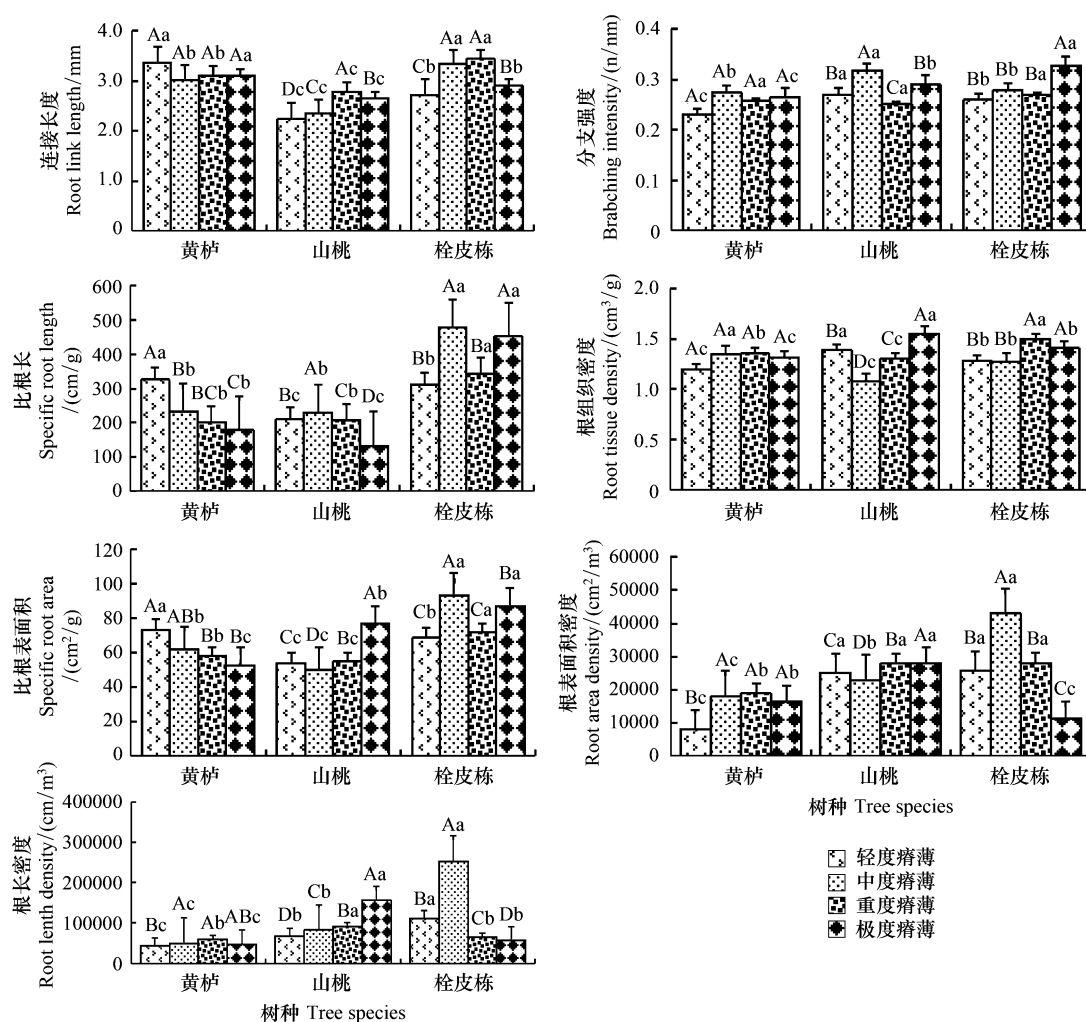 连接长度
Root link length/mm
4.0
3.0
2.0
1.0
0
Aa Ab Ab Aa Dc Cc Ac Bc Cb Aa Aa Bb
黄栌 山桃 栓皮栎
分支强度
Brabching intensity/(n/nm)
0.4
0.3
0.2
0.1
0
Ac Ab Aa Ac Ba Aa Ca Bb Bb Bb Ba Aa
黄栌 山桃 栓皮栎
比根长
Specific root length
/(cm/g)
600
500
400
300
200
100
0
Aa Bb BCb Cb Bc Ab Cb Dc Bb Aa Ba Aa
黄栌 山桃 栓皮栎
根组织密度
Root tissue density/(cm³/g)
2.0
1.5
1.0
0.5
0
Ac Aa Ab Ac Ba Dc Cc Aa Bb Bb Aa Ab
黄栌 山桃 栓皮栎
比根表面积
Specific root area
/(cm²/g)
120
100
80
60
40
20
0
Aa ABb Bb Bc Cc Dc Bc Ab Cb Aa Ca Ba
黄栌 山桃 栓皮栎
根表面积密度
Root area density/(cm²/m³)
60000
50000
40000
30000
20000
10000
0
Bc Ac Ab Ab Ca Db Ba Aa Ba Aa Ba Cc
黄栌 山桃 栓皮栎
树种 Tree species
根长密度
Root lenth density/(cm/m³)
400000
300000
200000
100000
0
Bc Ac Ab ABc Db Cb Ba Aa Ba Aa Cb Db
黄栌 山桃 栓皮栎
树种 Tree species
轻度瘠薄
中度瘠薄
重度瘠薄
极度瘠薄